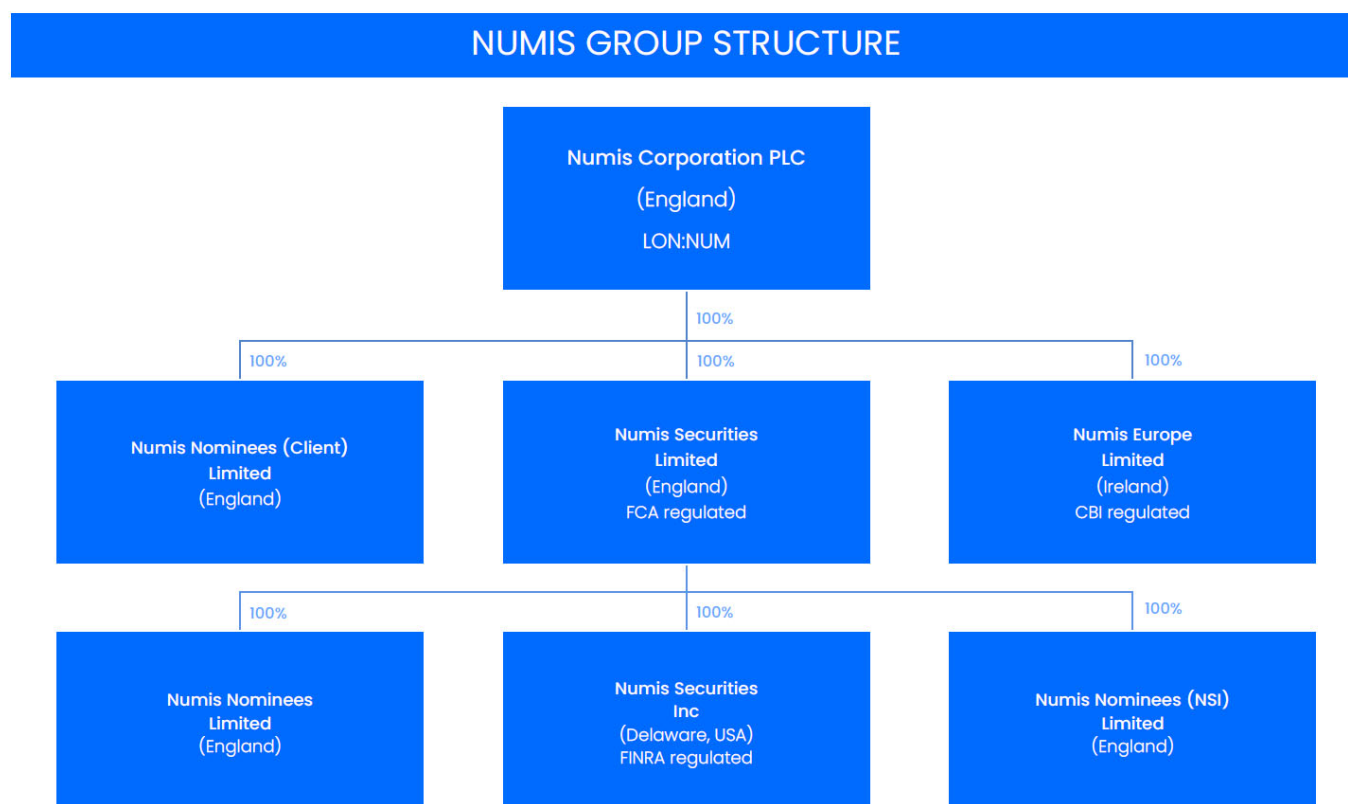 NUMIS GROUP STRUCTURE
Numis Corporation PLC
(England)
LON:NUM
100%
100%
100%
100%
Numis Nominees (Client)
Limited
(England)
Numis Securities
Limited
(England)
FCA regulated
Numis Europe
Limited
(Ireland)
CBI regulated
100%
100%
100%
Numis Nominees
Limited
(England)
Numis Securities
Inc
(Delaware, USA)
FINRA regulated
Numis Nominees (NSI)
Limited
(England)